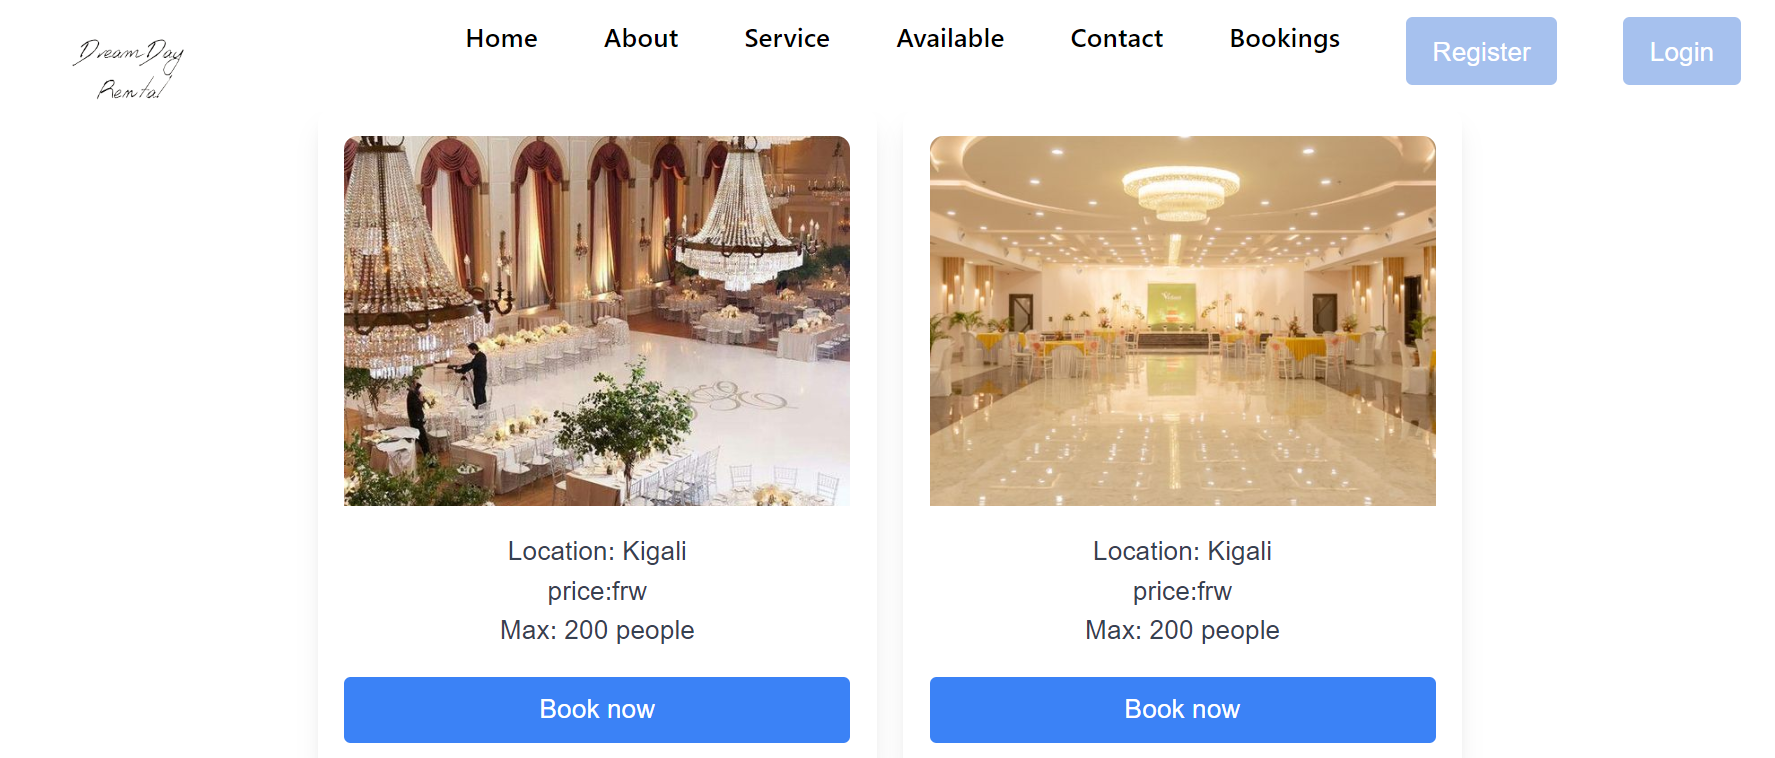 Dream Day
Rental
Home
About
Service
Available
Contact
Bookings
Register
Login
Location: Kigali
price:frw
Max: 200 people
Book now
Location: Kigali
price:frw
Max: 200 people
Book now